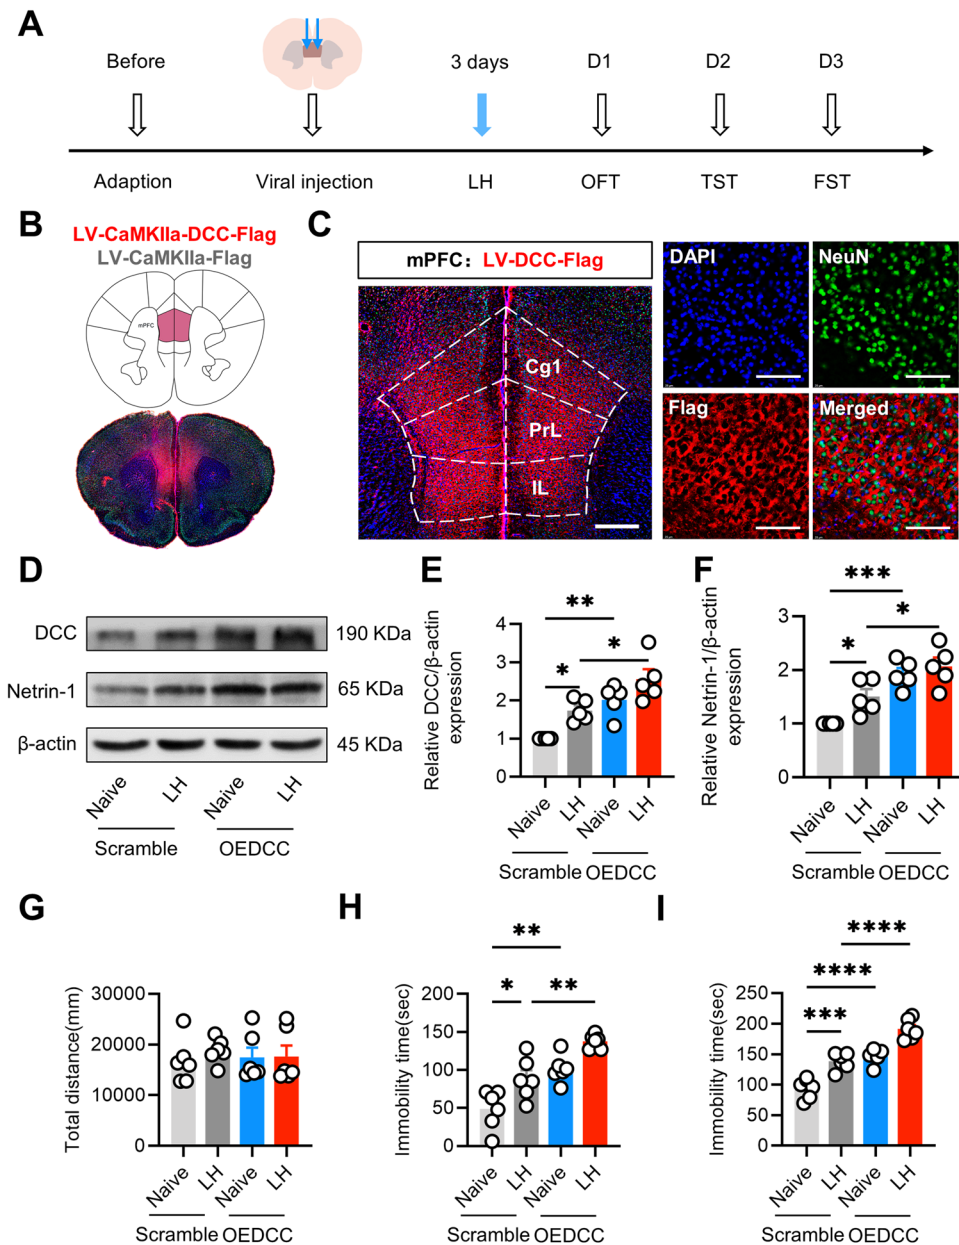 A
Before
3 days
D1
D2
D3
Adaption
Viral injection
LH
OFT
TST
FST
B
LV-CaMKIIa-DCC-Flag
LV-CaMKIIa-Flag
mPFC
C
mPFC: LV-DCC-Flag
Cg1
PrL
IL
DAPI
NeuN
Flag
Merged
D
DCC
190 KDa
Netrin-1
65 KDa
β-actin
45 KDa
Naive
LH
Naive
LH
Scramble
OEDCC
E
Relative DCC/β-actin
expression
4
3
2
1
0
**
*
*
Naive
LH
Naive
LH
Scramble
OEDCC
F
Relative Netrin-1/β-actin
expression
3
2
1
0
***
*
*
Naive
LH
Naive
LH
Scramble
OEDCC
G
Total distance(mm)
30000
20000
10000
0
Naive
LH
Naive
LH
Scramble
OEDCC
H
Immobility time(sec)
200
150
100
50
0
**
*
**
Naive
LH
Naive
LH
Scramble
OEDCC
I
Immobility time(sec)
250
200
150
100
50
0
****
****
***
Naive
LH
Naive
LH
Scramble
OEDCC